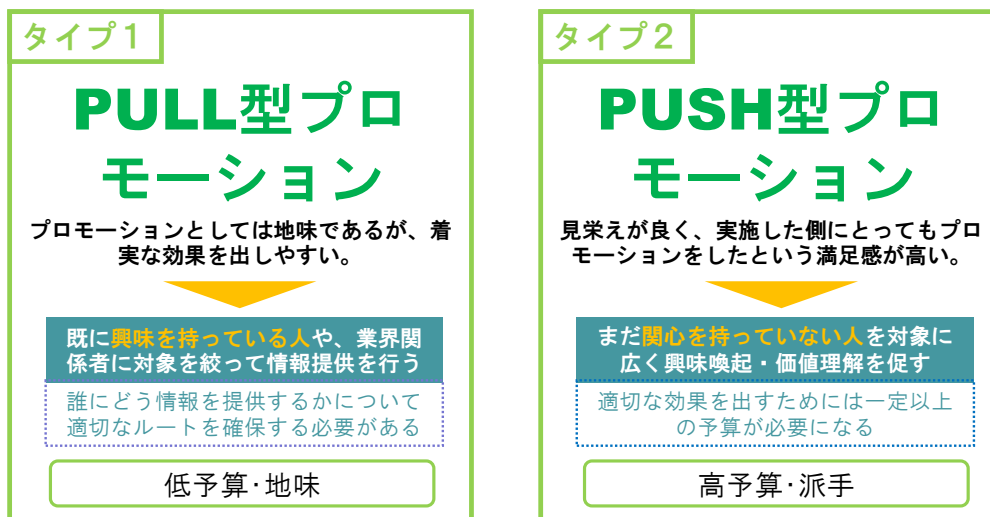 タイプ1
PULL型プロ
モーション
プロモーションとしては地味であるが、着
実な効果を出しやすい。
既に興味を持っている人や、業界関
係者に対象を絞って情報提供を行う
誰にどう情報を提供するかについて
適切なルートを確保する必要がある
低予算･地味
タイプ2
PUSH型プロ
モーション
見栄えが良く、実施した側にとってもプロ
モーションをしたという満足感が高い。
まだ関心を持っていない人を対象に
広く興味喚起・価値理解を促す
適切な効果を出すためには一定以上
の予算が必要になる
高予算･派手